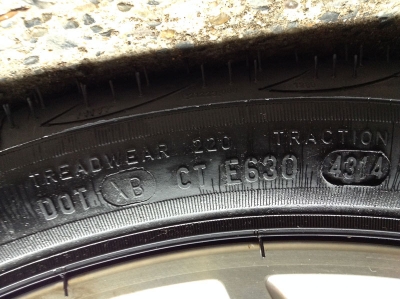 TREADWEAR 220 TRACTION
DOT XB CT E630 4314